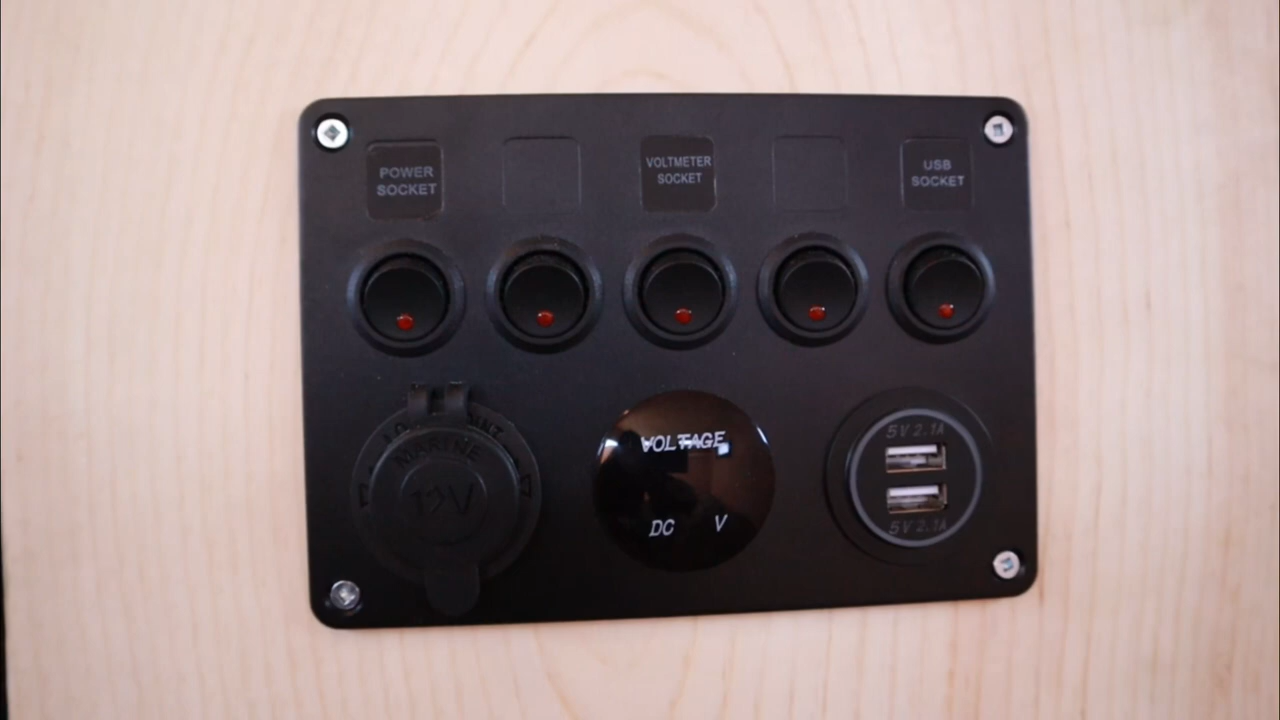 POWER
SOCKET
VOLTMETER
SOCKET
USB
SOCKET
MARINE
12V
VOLTAGE
DC V
5V 2.1A
5V 2.1A